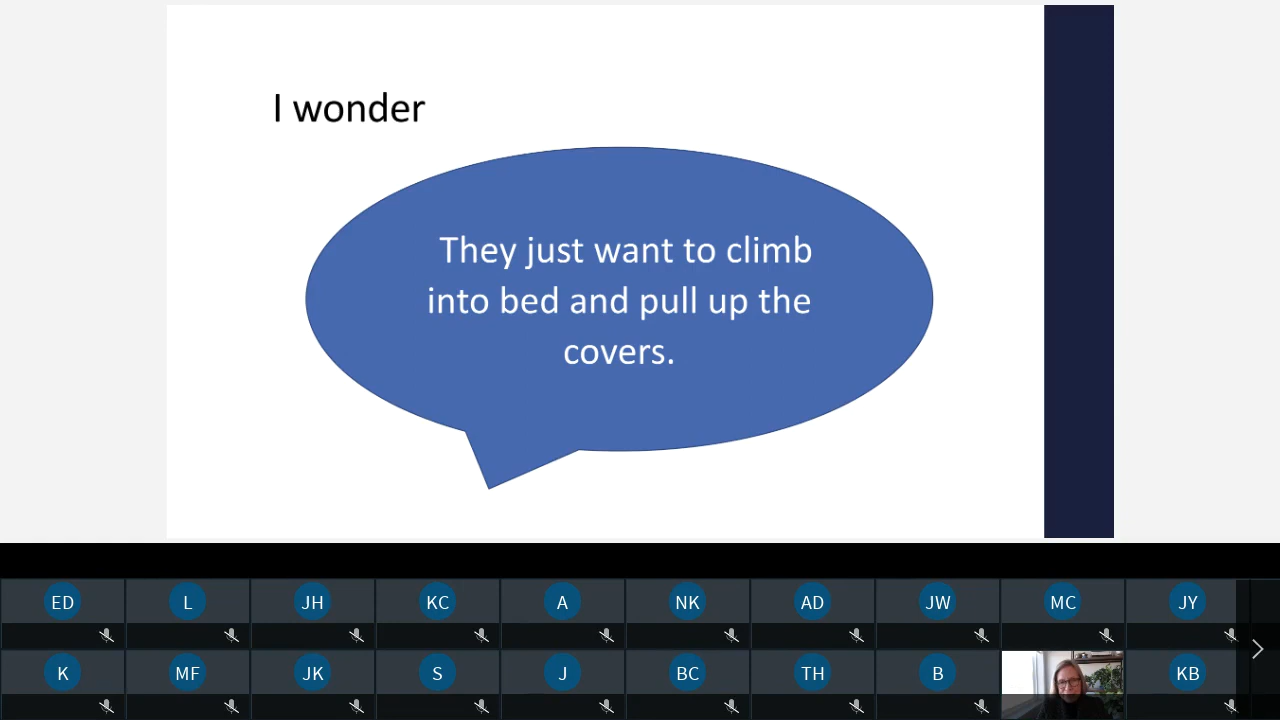 I wonder
They just want to climb
into bed and pull up the
covers.
ED L JH KC A NK AD JW MC JY
K MF JK S J BC TH B KB